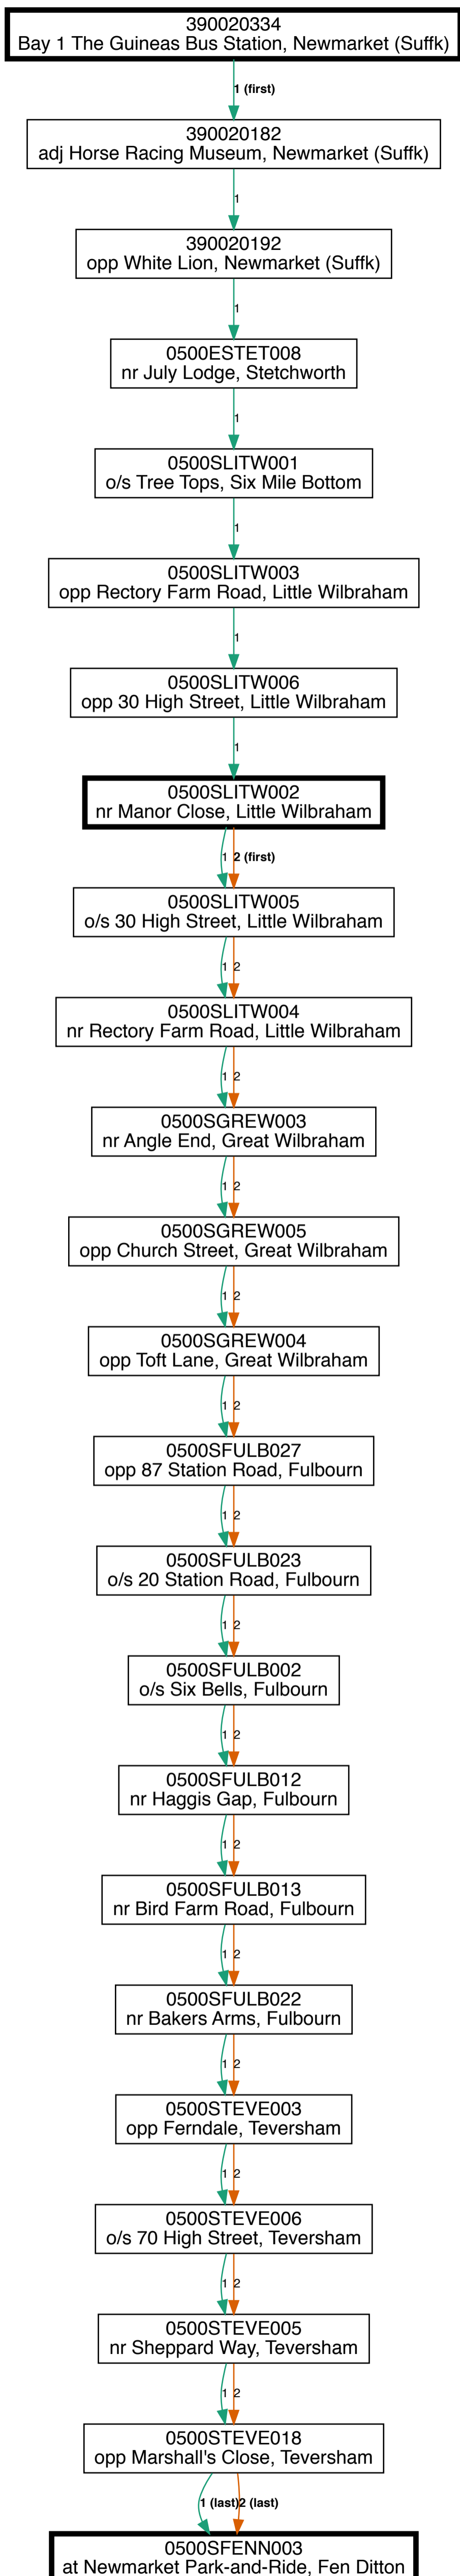 390020334
Bay 1 The Guineas Bus Station, Newmarket (Suffk)
1 (first)
390020182
adj Horse Racing Museum, Newmarket (Suffk)
1
390020192
opp White Lion, Newmarket (Suffk)
1
0500ESTET008
nr July Lodge, Stetchworth
1
0500SLITW001
o/s Tree Tops, Six Mile Bottom
1
0500SLITW003
opp Rectory Farm Road, Little Wilbraham
1
0500SLITW006
opp 30 High Street, Little Wilbraham
1
0500SLITW002
nr Manor Close, Little Wilbraham
1 2 (first)
0500SLITW005
o/s 30 High Street, Little Wilbraham
1 2
0500SLITW004
nr Rectory Farm Road, Little Wilbraham
1 2
0500SGREW003
nr Angle End, Great Wilbraham
1 2
0500SGREW005
opp Church Street, Great Wilbraham
1 2
0500SGREW004
opp Toft Lane, Great Wilbraham
1 2
0500SFULB027
opp 87 Station Road, Fulbourn
1 2
0500SFULB023
o/s 20 Station Road, Fulbourn
1 2
0500SFULB002
o/s Six Bells, Fulbourn
1 2
0500SFULB012
nr Haggis Gap, Fulbourn
1 2
0500SFULB013
nr Bird Farm Road, Fulbourn
1 2
0500SFULB022
nr Bakers Arms, Fulbourn
1 2
0500STEVE003
opp Ferndale, Teversham
1 2
0500STEVE006
o/s 70 High Street, Teversham
1 2
0500STEVE005
nr Sheppard Way, Teversham
1 2
0500STEVE018
opp Marshall's Close, Teversham
1 (last) 2 (last)
0500SFENN003
at Newmarket Park-and-Ride, Fen Ditton